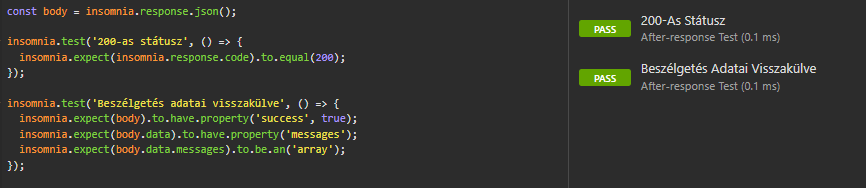 const body = insomnia.response.json();
insomnia.test('200-as státusz', () => {
  insomnia.expect(insomnia.response.code).to.equal(200);
});
insomnia.test('Beszélgetés adatai visszakülve', () => {
  insomnia.expect(body).to.have.property('success', true);
  insomnia.expect(body.data).to.have.property('messages');
  insomnia.expect(body.data.messages).to.be.an('array');
});
PASS
200-As Státusz
After-response Test (0.1 ms)
PASS
Beszélgetés Adatai Visszakülve
After-response Test (0.1 ms)